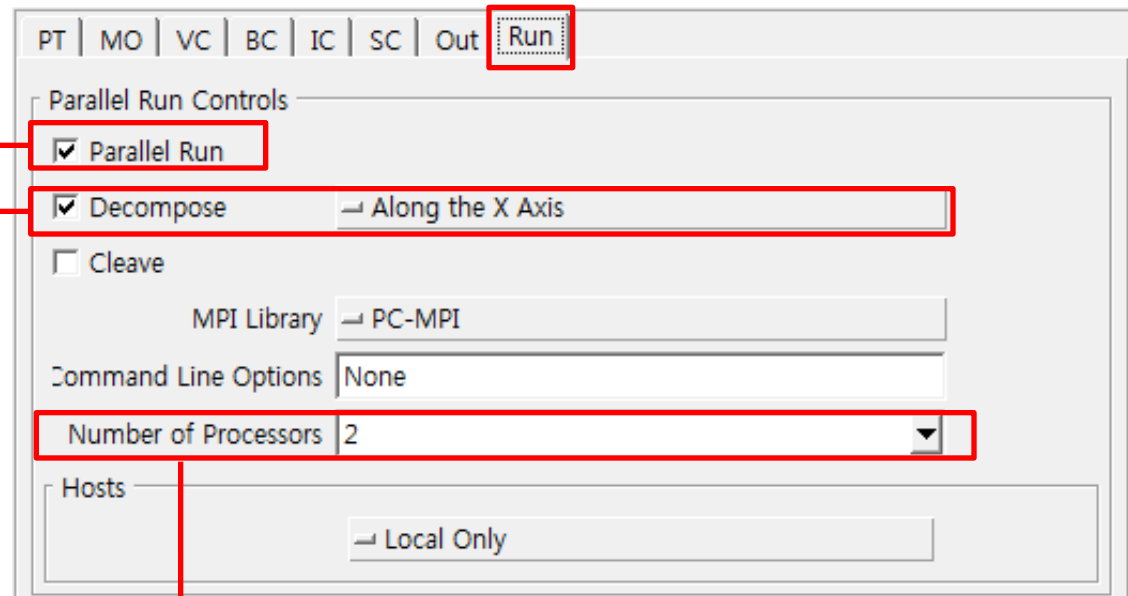 PT MO VC BC IC SC Out Run
Parallel Run Controls
Parallel Run
Decompose Along the X Axis
Cleave
MPI Library PC-MPI
Command Line Options None
Number of Processors 2
Hosts
Local Only